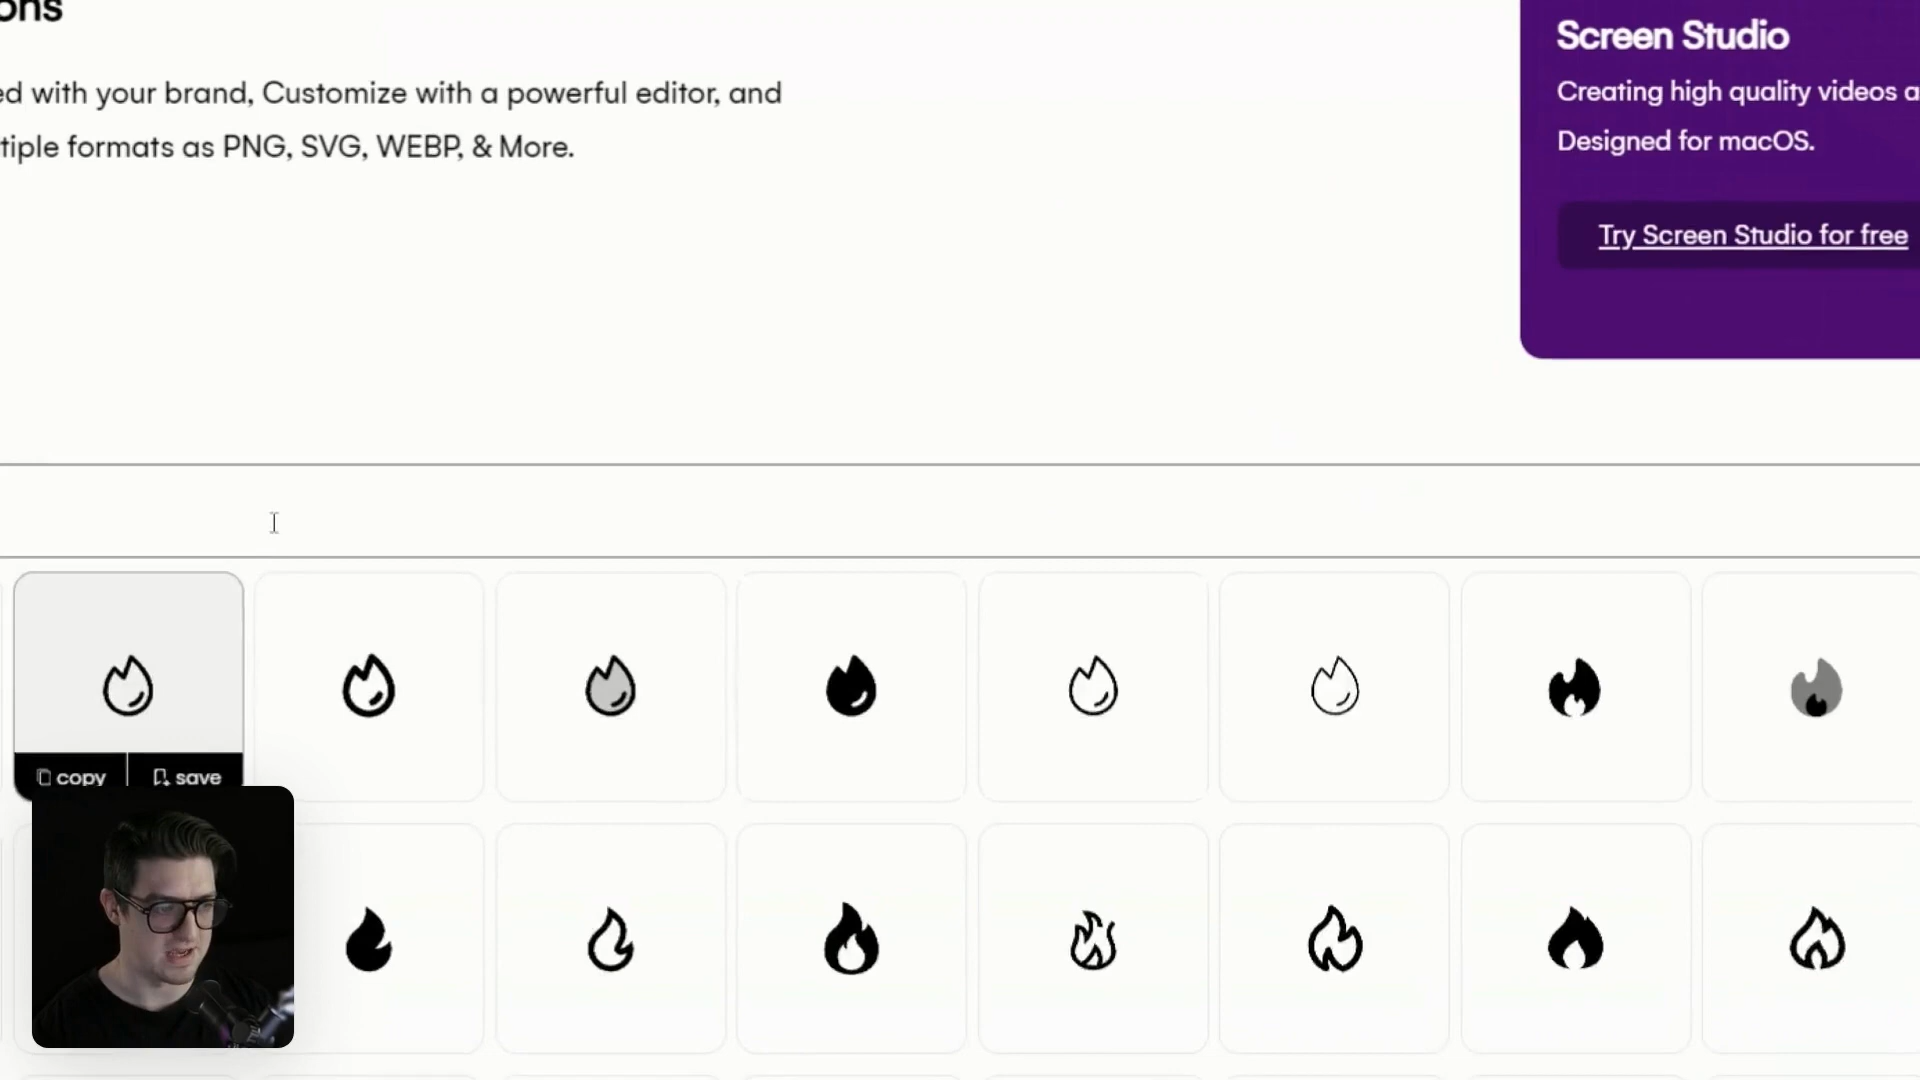 ons
ed with your brand, Customize with a powerful editor, and
tiple formats as PNG, SVG, WEBP, & More.
Screen Studio
Creating high quality videos a
Designed for macOS.
Try Screen Studio for free
copy save